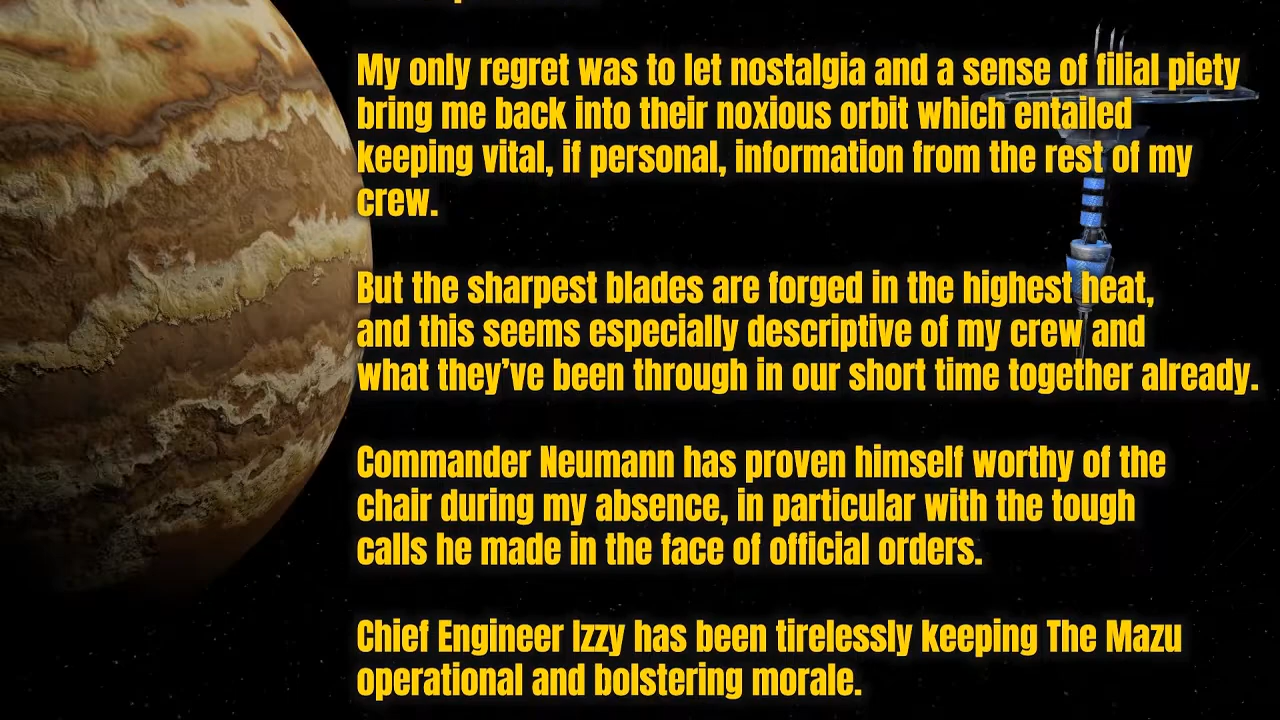 My only regret was to let nostalgia and a sense of filial piety
bring me back into their noxious orbit which entailed
keeping vital, if personal, information from the rest of my
crew.
But the sharpest blades are forged in the highest heat,
and this seems especially descriptive of my crew and
what they’ve been through in our short time together already.
Commander Neumann has proven himself worthy of the
chair during my absence, in particular with the tough
calls he made in the face of official orders.
Chief Engineer Izzy has been tirelessly keeping The Mazu
operational and bolstering morale.